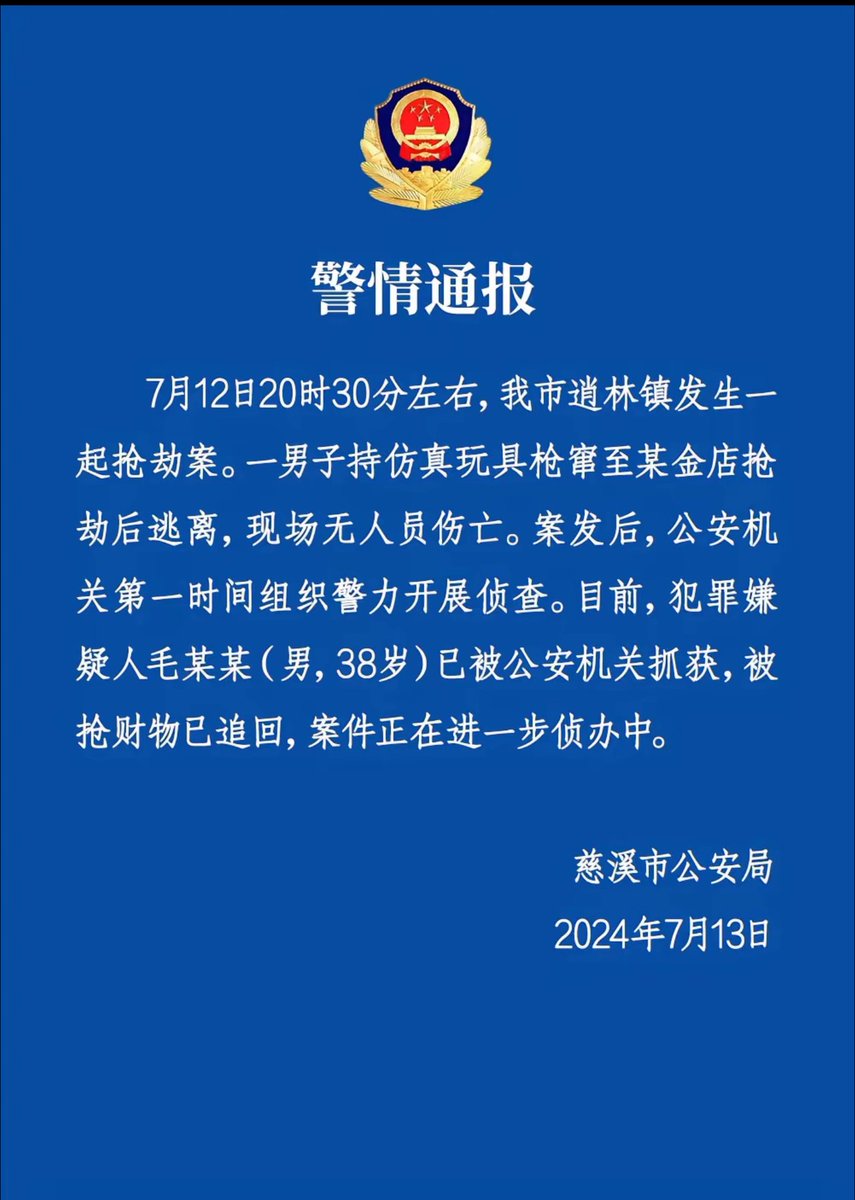 警情通报
7月12日20时30分左右,我市逍林镇发生一
起抢劫案。一男子持仿真玩具枪窜至某金店抢
劫后逃离,现场无人员伤亡。案发后,公安机
关第一时间组织警力开展侦查。目前,犯罪嫌
疑人毛某某(男,38岁)已被公安机关抓获,被
抢财物已追回,案件正在进一步侦办中。
慈溪市公安局
2024年7月13日